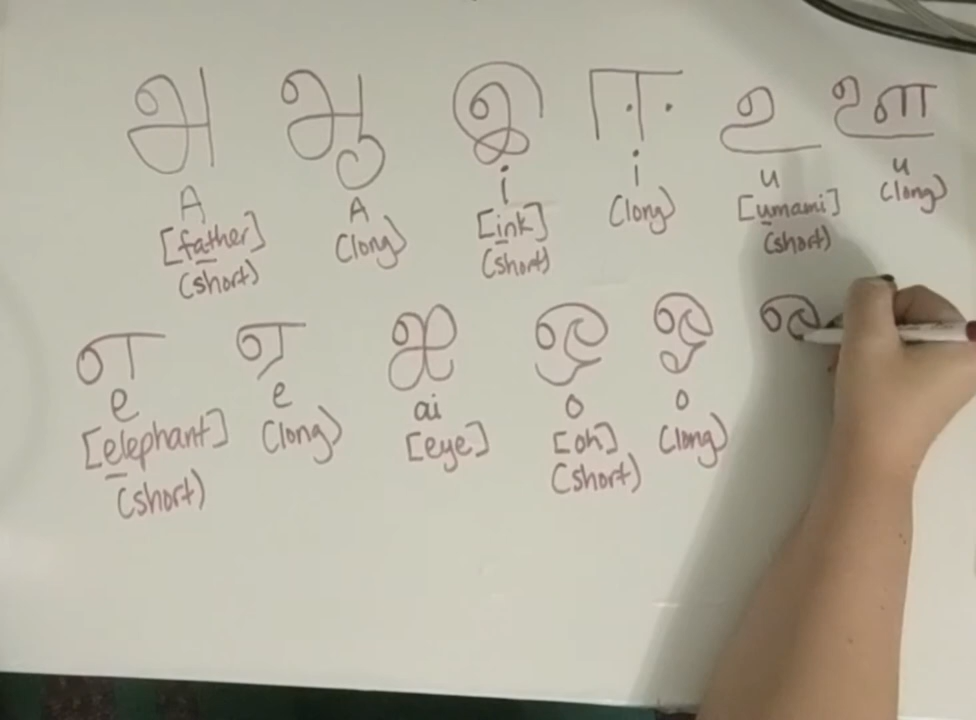 அ ஆ இ ஈ உ ஊ
A A i i u u
[father] (long) [ink] (long) [umami] (long)
(short) (short) (short)
எ ஏ ஐ ஒ ஓ
e e ai o o
[elephant] (long) [eye] [oh] (long)
(short) (short)